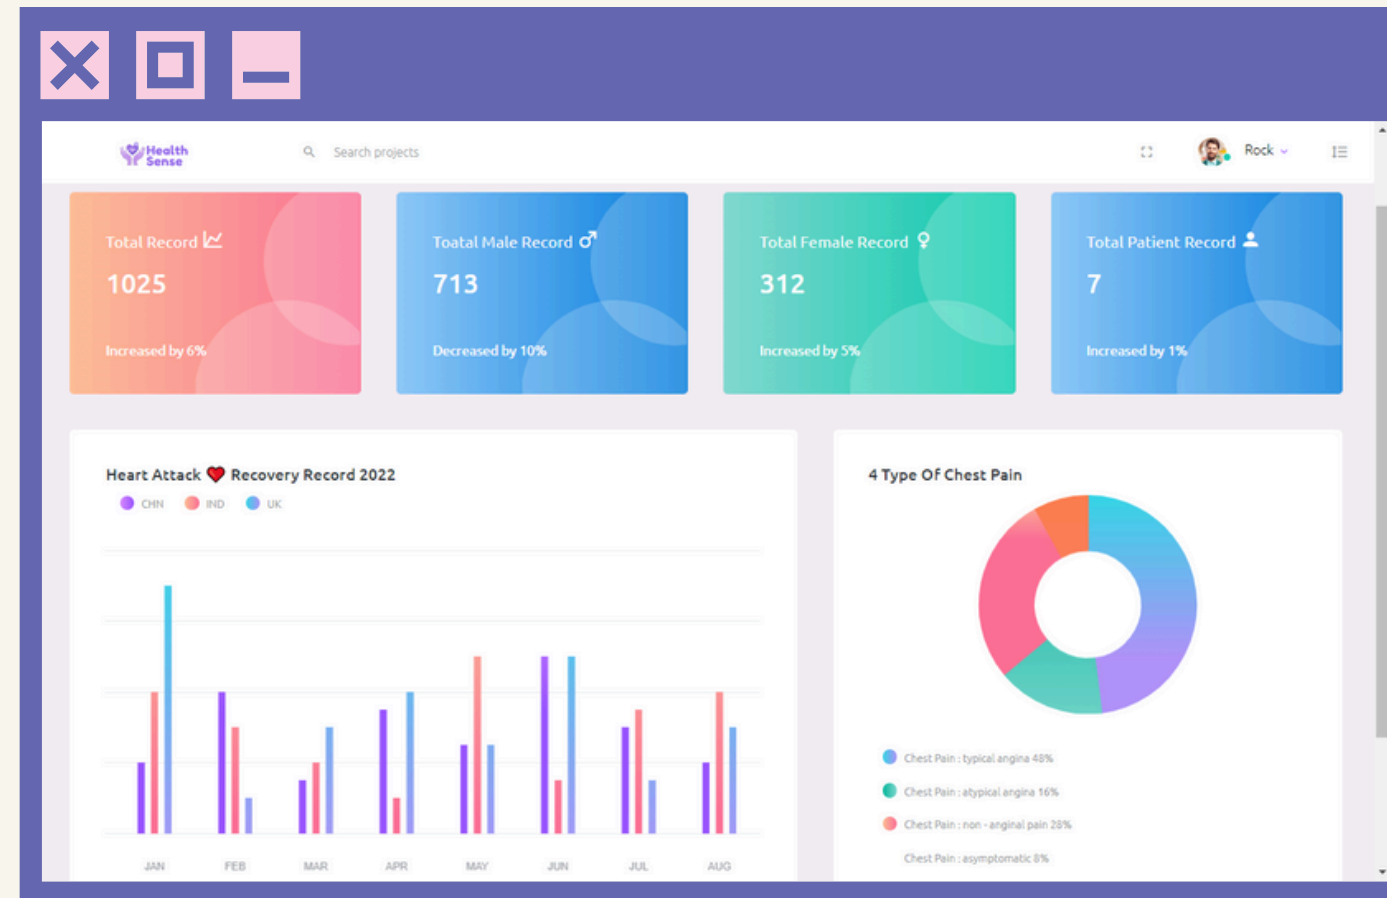 Health
Sense
Search projects
Rock
Total Record
1025
Increased by 6%
Toatal Male Record
713
Decreased by 10%
Total Female Record
312
Increased by 5%
Total Patient Record
7
Increased by 1%
Heart Attack ❤ Recovery Record 2022
CHN IND UK
JAN FEB MAR APR MAY JUN JUL AUG
4 Type Of Chest Pain
Chest Pain : typical angina 48%
Chest Pain : atypical angina 16%
Chest Pain : non - anginal pain 28%
Chest Pain : asymptomatic 8%